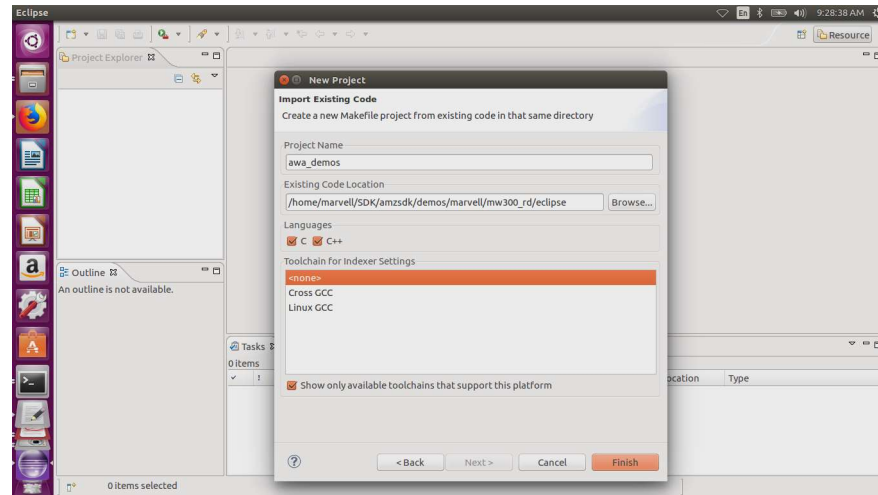 Eclipse
En
9:28:38 AM
Resource
Project Explorer
New Project
Import Existing Code
Create a new Makefile project from existing code in that same directory
Project Name
awa_demos
Existing Code Location
/home/marvell/SDK/amzsdk/demos/marvell/mw300_rd/eclipse
Browse...
Languages
C C++
Toolchain for Indexer Settings
<none>
Cross GCC
Linux GCC
Show only available toolchains that support this platform
< Back
Next >
Cancel
Finish
Outline
An outline is not available.
Tasks
0 items
!
ocation
Type
0 items selected